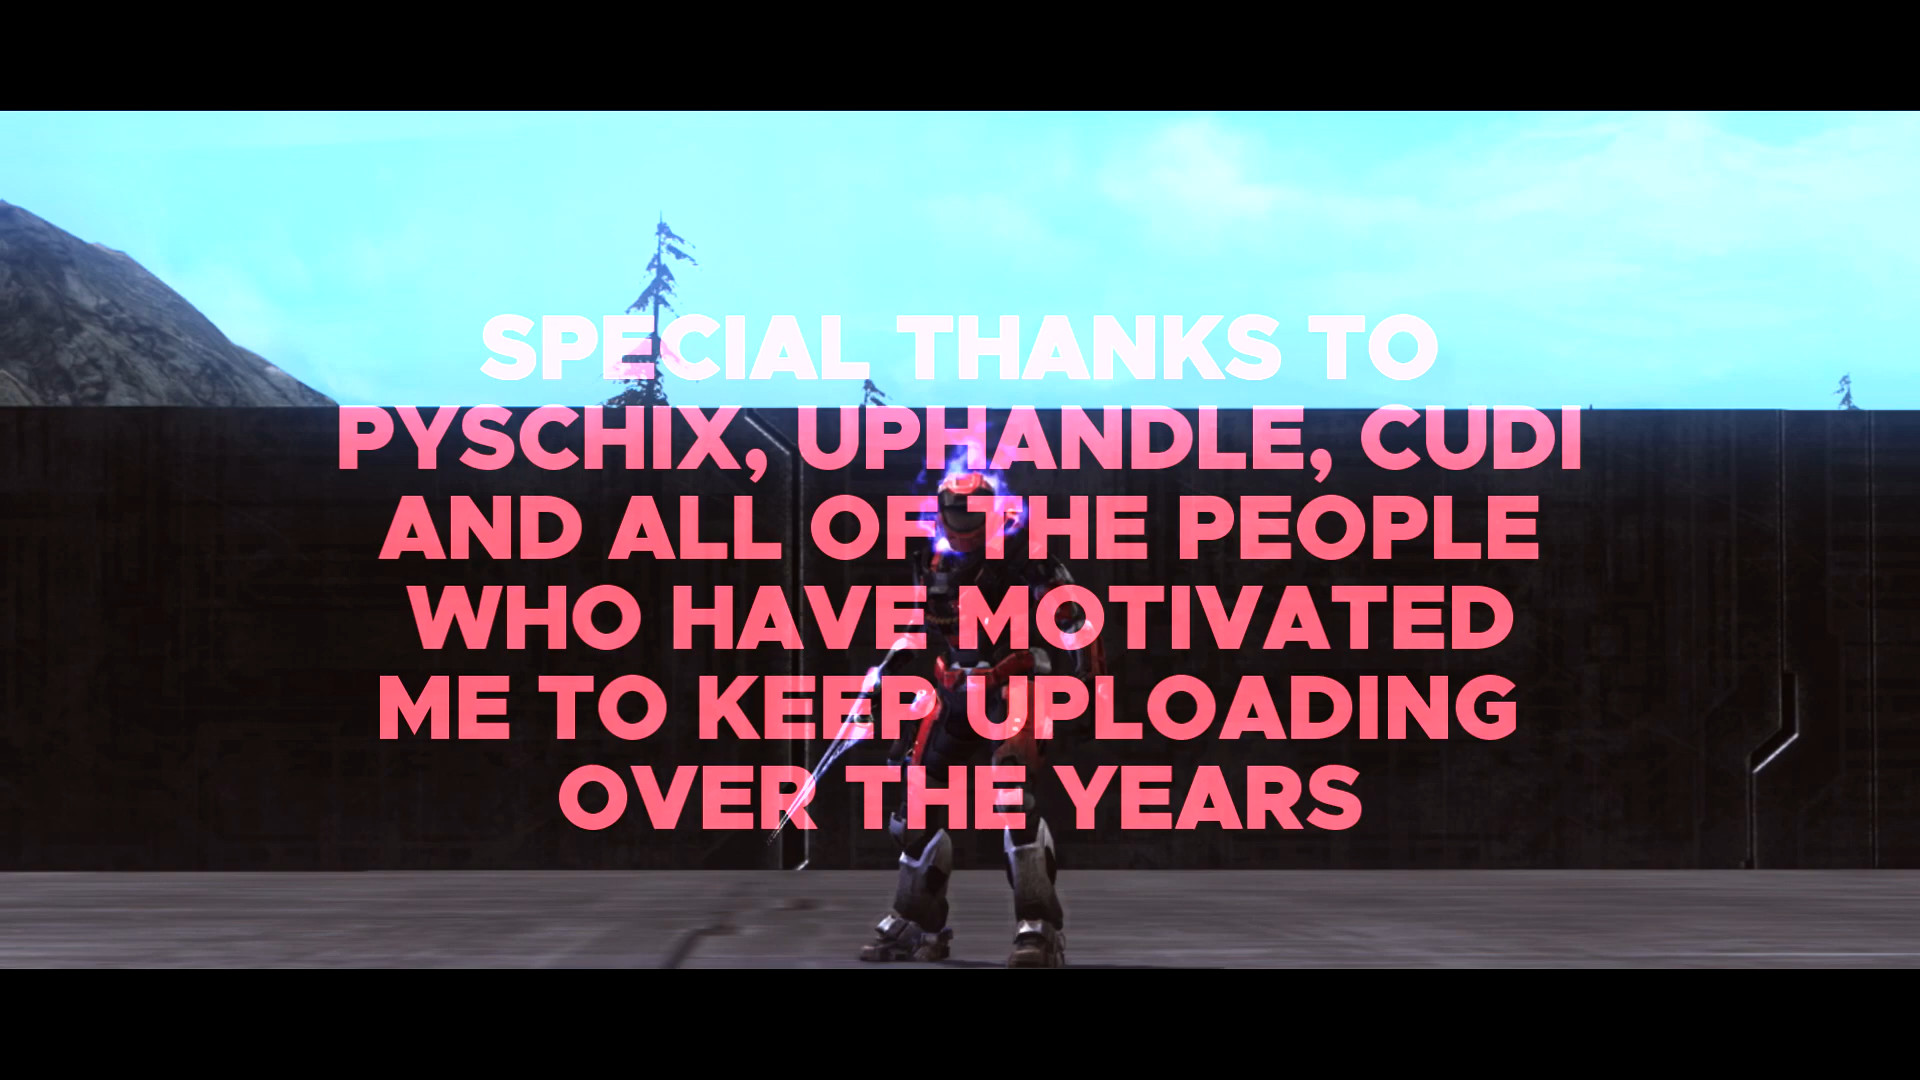 SPECIAL THANKS TO
PYSCHIX, UPHANDLE, CUDI
AND ALL OF THE PEOPLE
WHO HAVE MOTIVATED
ME TO KEEP UPLOADING
OVER THE YEARS